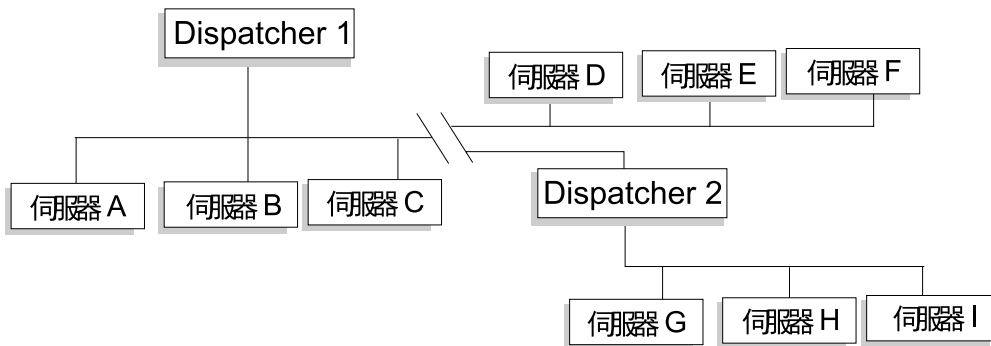 Dispatcher 1
伺服器 D
伺服器 E
伺服器 F
伺服器 A
伺服器 B
伺服器 C
Dispatcher 2
伺服器 G
伺服器 H
伺服器 I